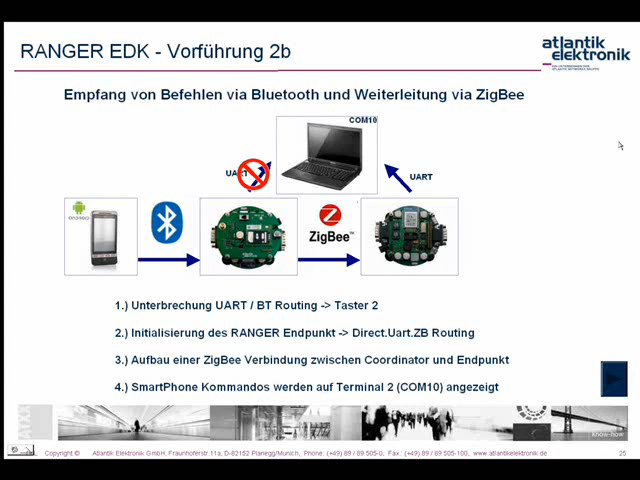 RANGER EDK - Vorführung 2b
atlantik
elektronik
Empfang von Befehlen via Bluetooth und Weiterleitung via ZigBee
COM10
UART
UART
ANDROID
ZigBee™
1.) Unterbrechung UART / BT Routing -> Taster 2
2.) Initialisierung des RANGER Endpunkt -> Direct.Uart.ZB Routing
3.) Aufbau einer ZigBee Verbindung zwischen Coordinator und Endpunkt
4.) SmartPhone Kommandos werden auf Terminal 2 (COM10) angezeigt
know-how
Copyright © Atlantik Elektronik GmbH, Fraunhoferstr. 11a, D-82152 Planegg/Munich, Phone: (+49) 89 / 89 505-0, Fax.: (+49) 89 / 89 505-100, www.atlantikelektronik.de 25